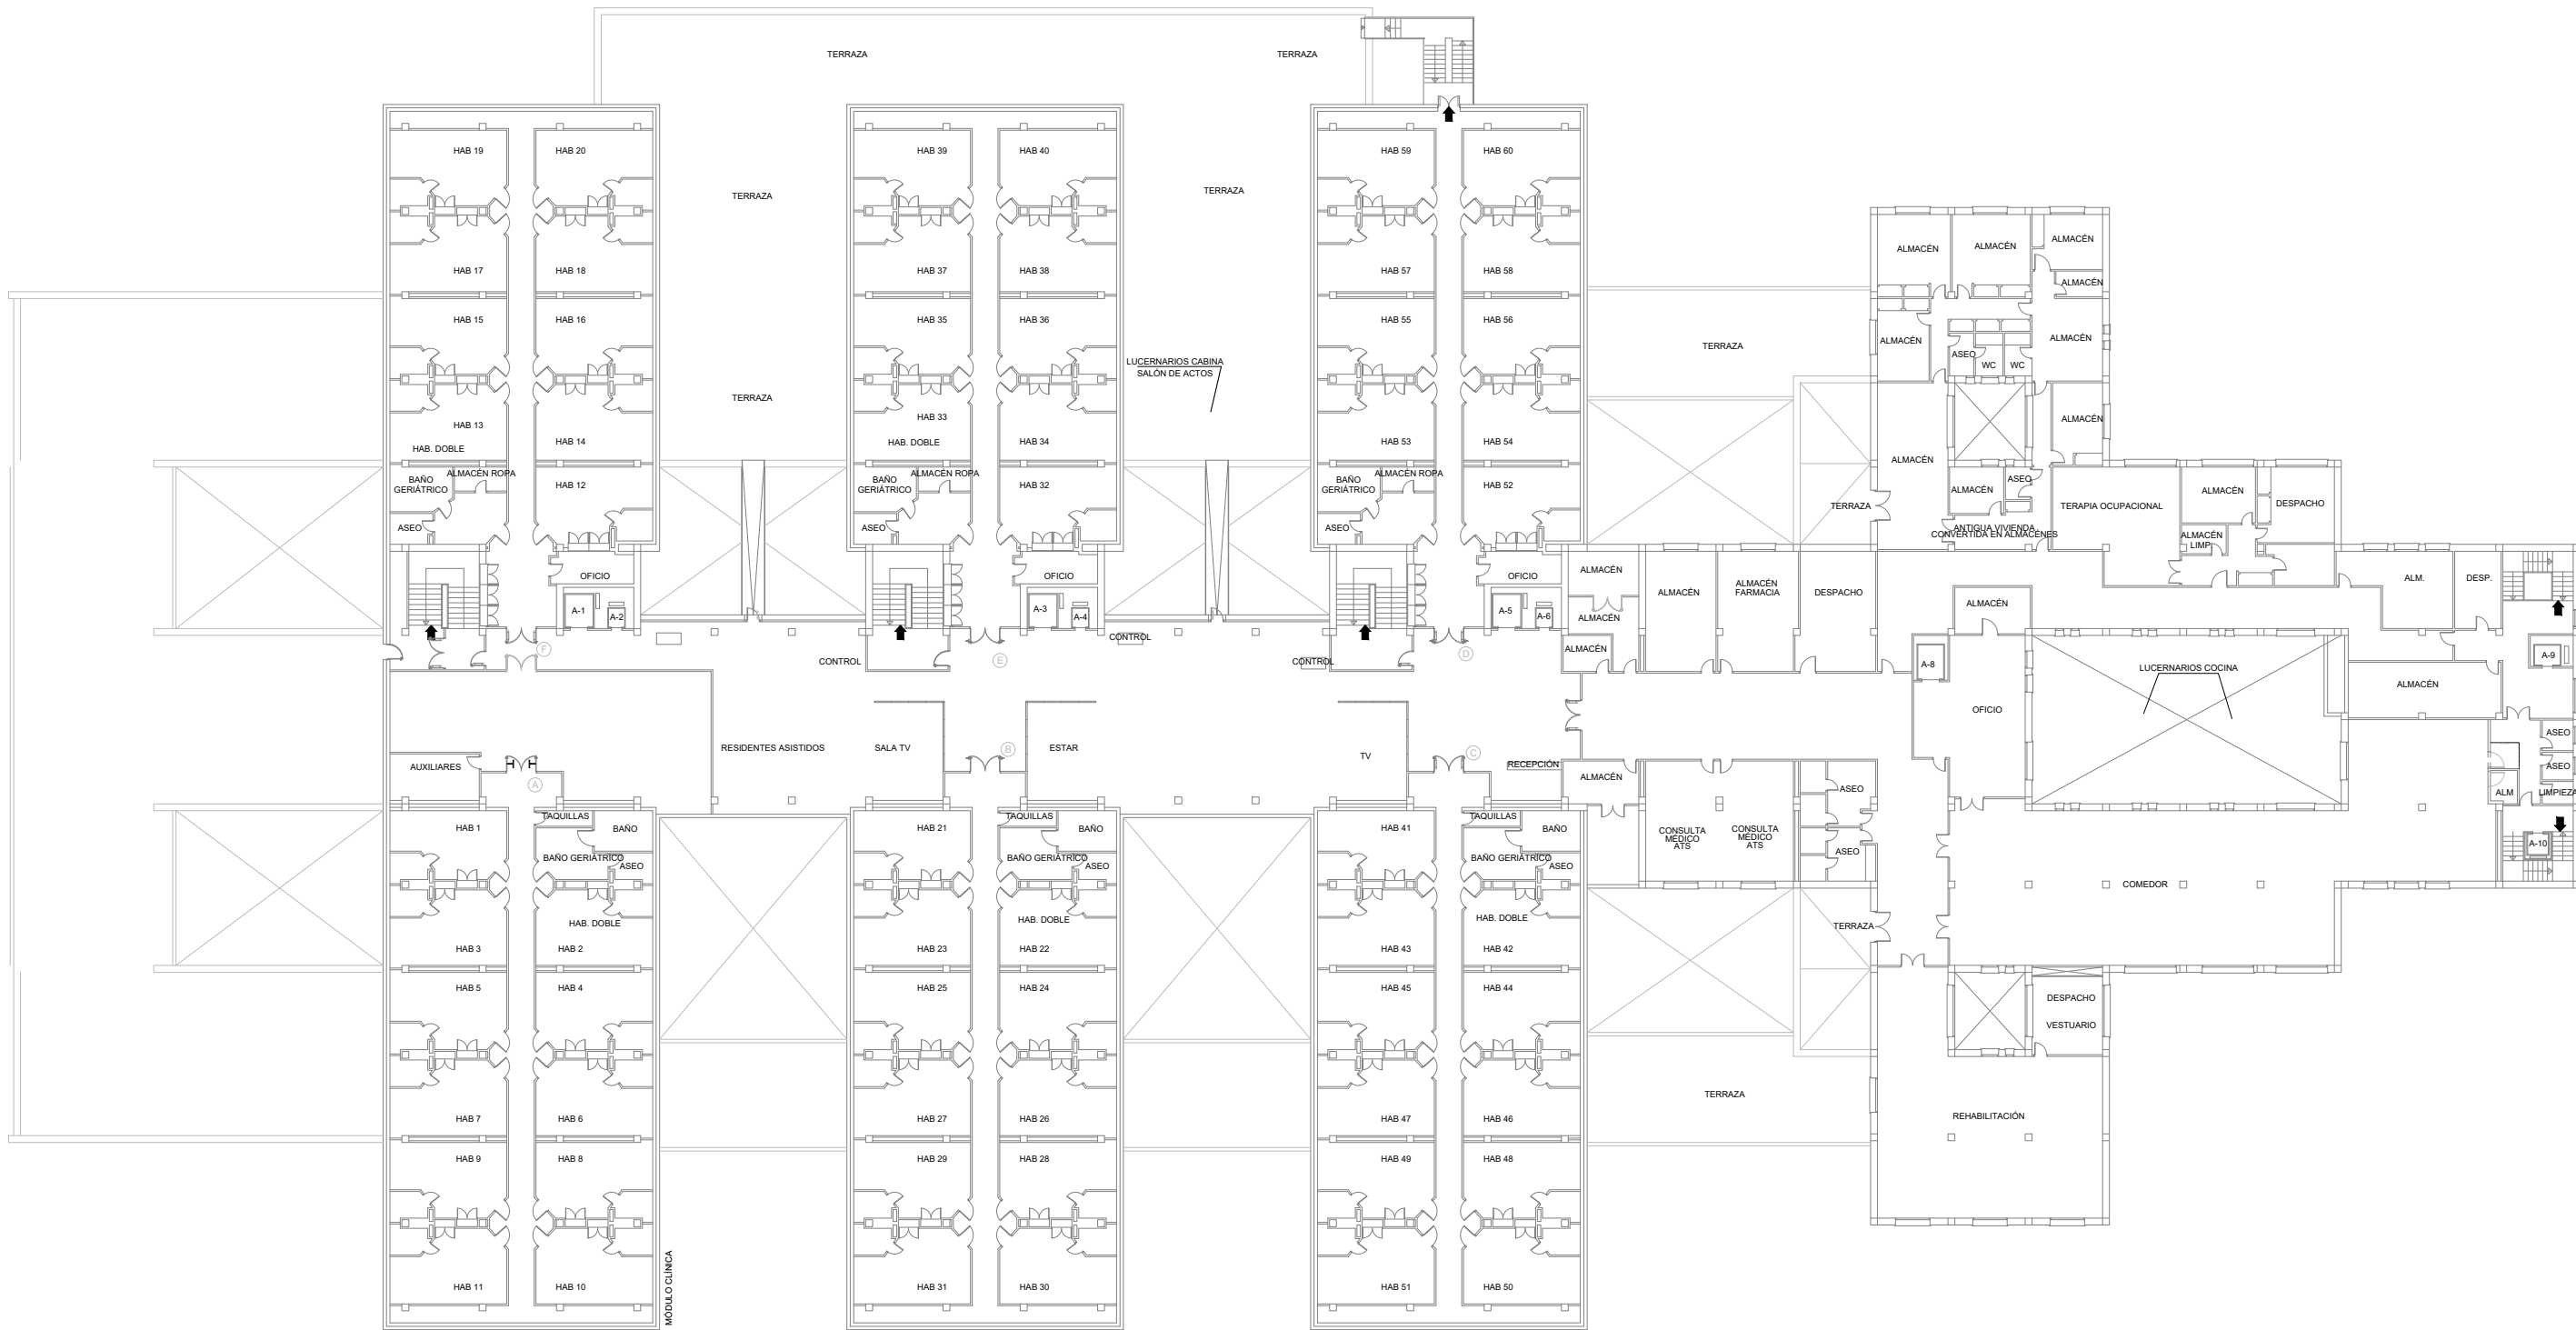 TERRAZA
TERRAZA
HAB 19
HAB 20
HAB 39
HAB 40
HAB 59
HAB 60
TERRAZA
TERRAZA
HAB 17
HAB 18
HAB 37
HAB 38
HAB 57
HAB 58
ALMACÉN
ALMACÉN
ALMACÉN
ALMACÉN
HAB 15
HAB 16
HAB 35
HAB 36
HAB 55
HAB 56
TERRAZA
ALMACÉN
ASEO
WC
WC
ALMACÉN
LUCERNARIOS CABINA
SALÓN DE ACTOS
TERRAZA
HAB 13
HAB. DOBLE
HAB 14
HAB 33
HAB. DOBLE
HAB 34
HAB 53
HAB 54
ALMACÉN
ALMACÉN
BAÑO
GERIÁTRICO
ALMACÉN ROPA
HAB 12
BAÑO
GERIÁTRICO
ALMACÉN ROPA
HAB 32
BAÑO
GERIÁTRICO
ALMACÉN ROPA
HAB 52
ALMACÉN
ASEO
TERRAZA
TERAPIA OCUPACIONAL
ALMACÉN
DESPACHO
ASEO
ASEO
ASEO
ANTIGUA VIVIENDA
CONVERTIDA EN ALMACENES
ALMACÉN
LIMP.
OFICIO
OFICIO
OFICIO
ALMACÉN
ALMACÉN
ALMACÉN
FARMACIA
DESPACHO
ALM.
DESP.
A-1
A-2
A-3
A-4
A-5
A-6
ALMACÉN
ALMACÉN
CONTROL
CONTROL
CONTROL
F
E
D
ALMACÉN
A-8
LUCERNARIOS COCINA
A-9
ALMACÉN
OFICIO
AUXILIARES
RESIDENTES ASISTIDOS
SALA TV
B
ESTAR
TV
C
RECEPCIÓN
ALMACÉN
ASEO
ASEO
A
ALM
LIMPIEZA
ASEO
HAB 1
TAQUILLAS
BAÑO
HAB 21
TAQUILLAS
BAÑO
HAB 41
TAQUILLAS
BAÑO
CONSULTA
MÉDICO
ATS
CONSULTA
MÉDICO
ATS
ASEO
A-10
BAÑO GERIÁTRICO
ASEO
BAÑO GERIÁTRICO
ASEO
BAÑO GERIÁTRICO
ASEO
COMEDOR
HAB. DOBLE
HAB. DOBLE
HAB. DOBLE
TERRAZA
HAB 3
HAB 2
HAB 23
HAB 22
HAB 43
HAB 42
HAB 5
HAB 4
HAB 25
HAB 24
HAB 45
HAB 44
DESPACHO
VESTUARIO
TERRAZA
HAB 7
HAB 6
HAB 27
HAB 26
HAB 47
HAB 46
REHABILITACIÓN
HAB 9
HAB 8
HAB 29
HAB 28
HAB 49
HAB 48
HAB 11
HAB 10
MÓDULO CLÍNICA
HAB 31
HAB 30
HAB 51
HAB 50